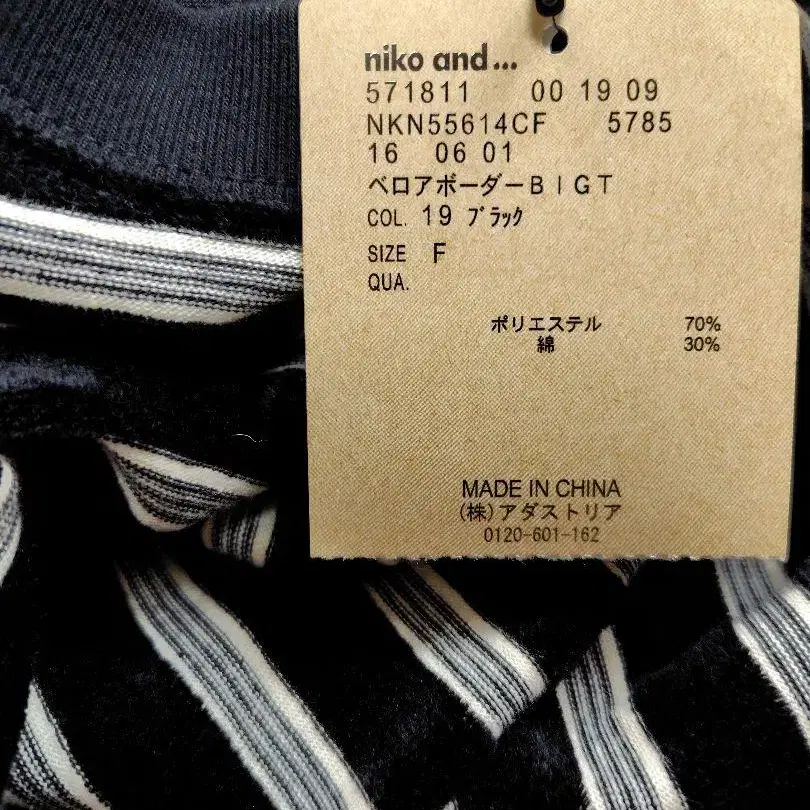 niko and...
571811 00 19 09
NKN55614CF 5785
16 06 01
ベロアボーダーＢＩＧＴ
COL. 19 ﾌﾞﾗｯｸ
SIZE F
QUA.
ポリエステル 70%
綿 30%
MADE IN CHINA
(株)アダストリア
0120-601-162